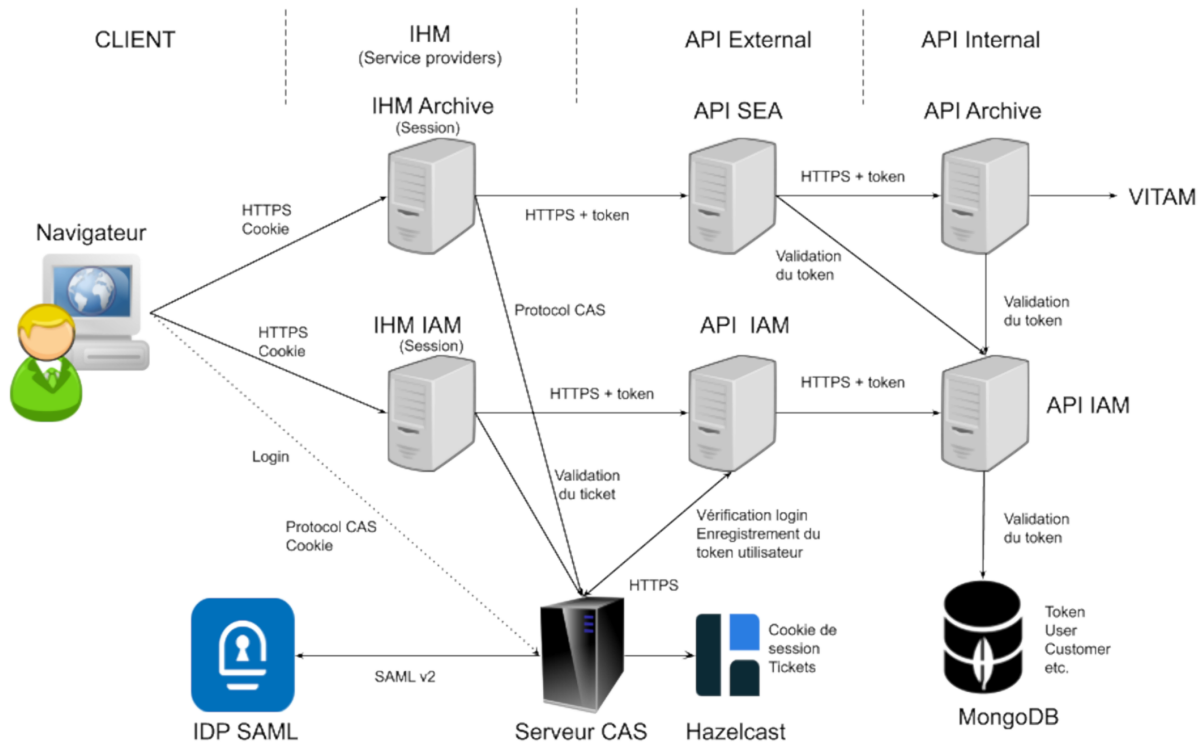 CLIENT
IHM
(Service providers)
API External
API Internal
IHM Archive
(Session)
API SEA
API Archive
HTTPS
Cookie
HTTPS + token
HTTPS + token
VITAM
Navigateur
Validation
du token
Protocol CAS
Validation
du token
HTTPS
Cookie
IHM IAM
(Session)
API IAM
HTTPS + token
HTTPS + token
API IAM
Login
Validation
du ticket
Protocol CAS
Cookie
Vérification login
Enregistrement du
token utilisateur
Validation
du token
HTTPS
SAML v2
Cookie de
session
Tickets
Token
User
Customer
etc.
IDP SAML
Serveur CAS
Hazelcast
MongoDB